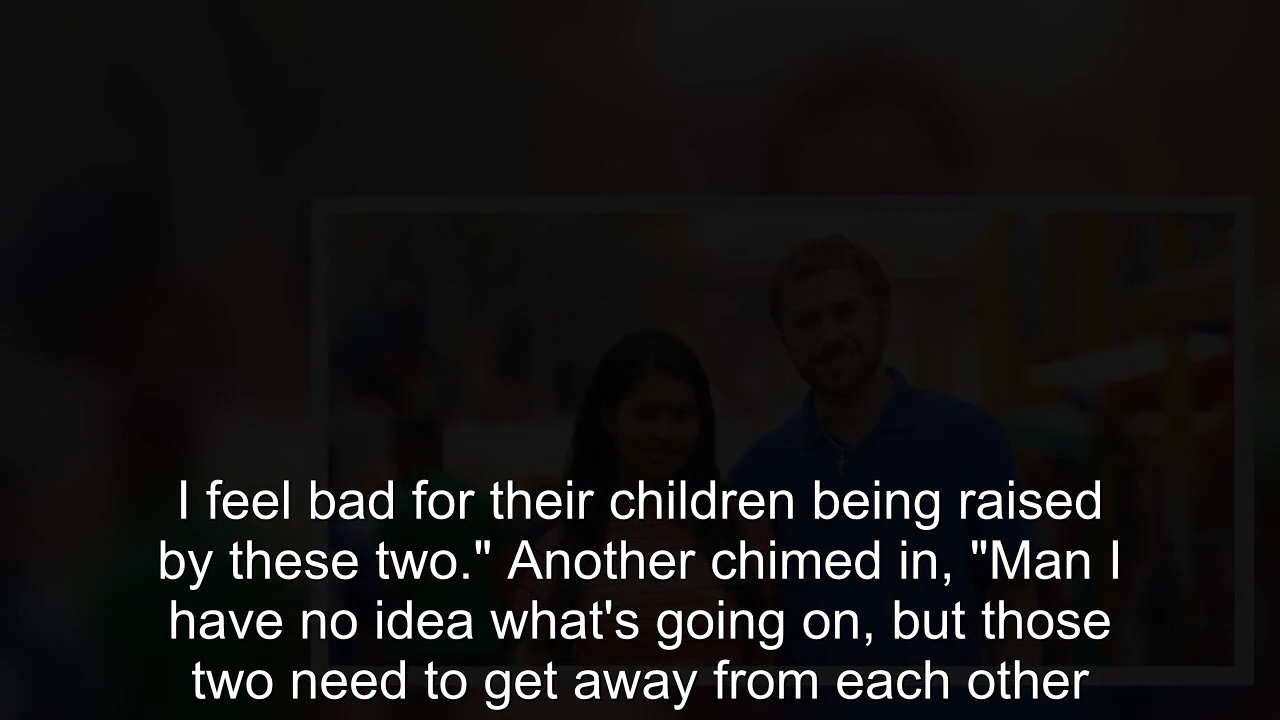 I feel bad for their children being raised
by these two." Another chimed in, "Man I
have no idea what's going on, but those
two need to get away from each other